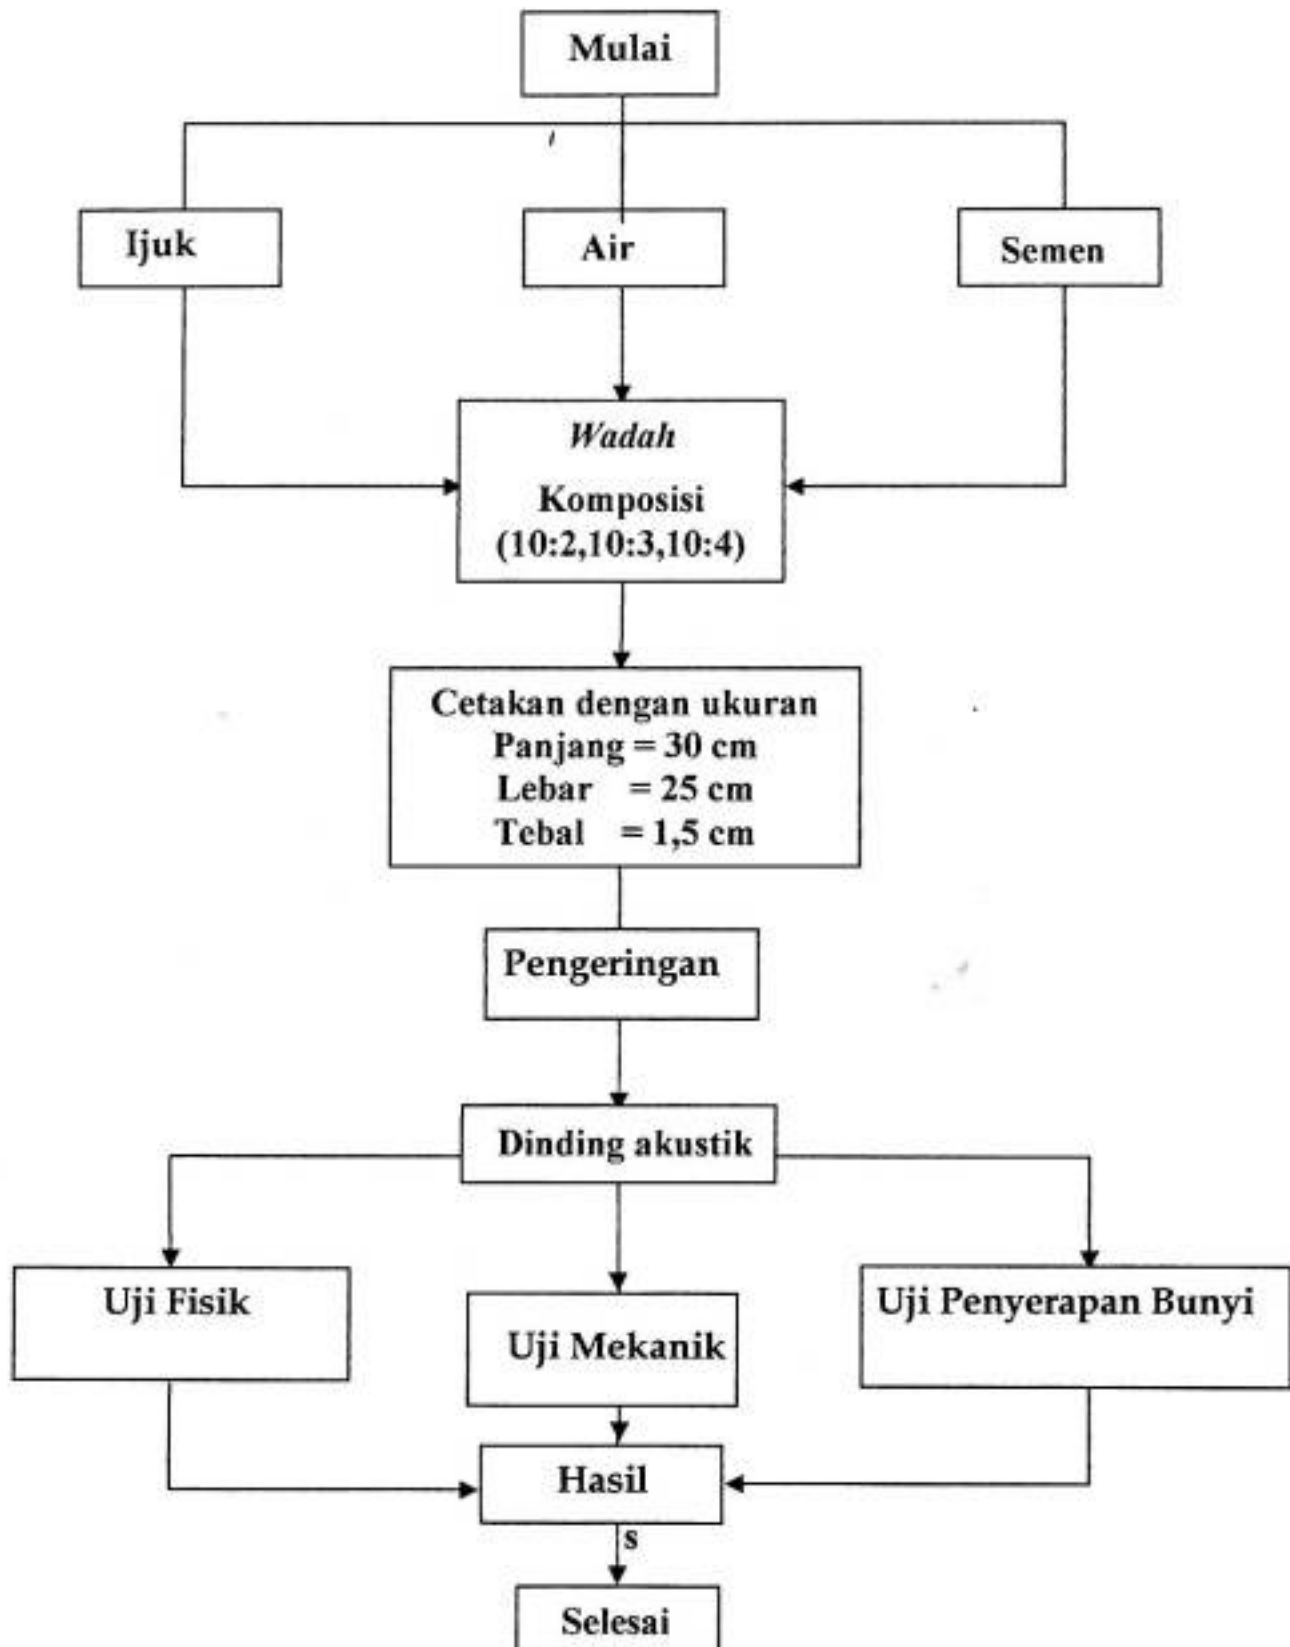 Mulai
Ijuk
Air
Semen
Wadah
Komposisi
(10:2,10:3,10:4)
Cetakan dengan ukuran
Panjang = 30 cm
Lebar = 25 cm
Tebal = 1,5 cm
Pengeringan
Dinding akustik
Uji Fisik
Uji Mekanik
Uji Penyerapan Bunyi
Hasil
s
Selesai